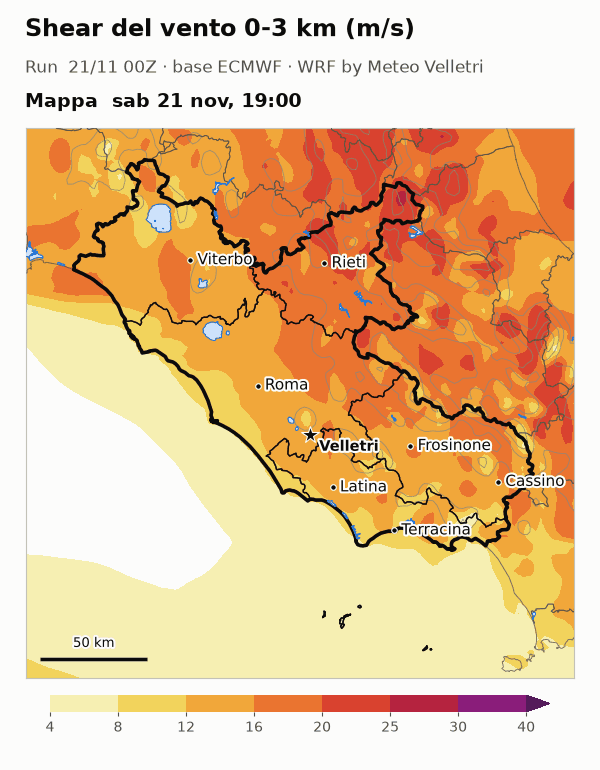 Shear del vento 0-3 km (m/s)
Run  21/11 00Z · base ECMWF · WRF by Meteo Velletri
Mappa  sab 21 nov, 19:00
Viterbo
Rieti
Roma
Velletri
Frosinone
Cassino
Latina
Terracina
50 km
4 8 12 16 20 25 30 40